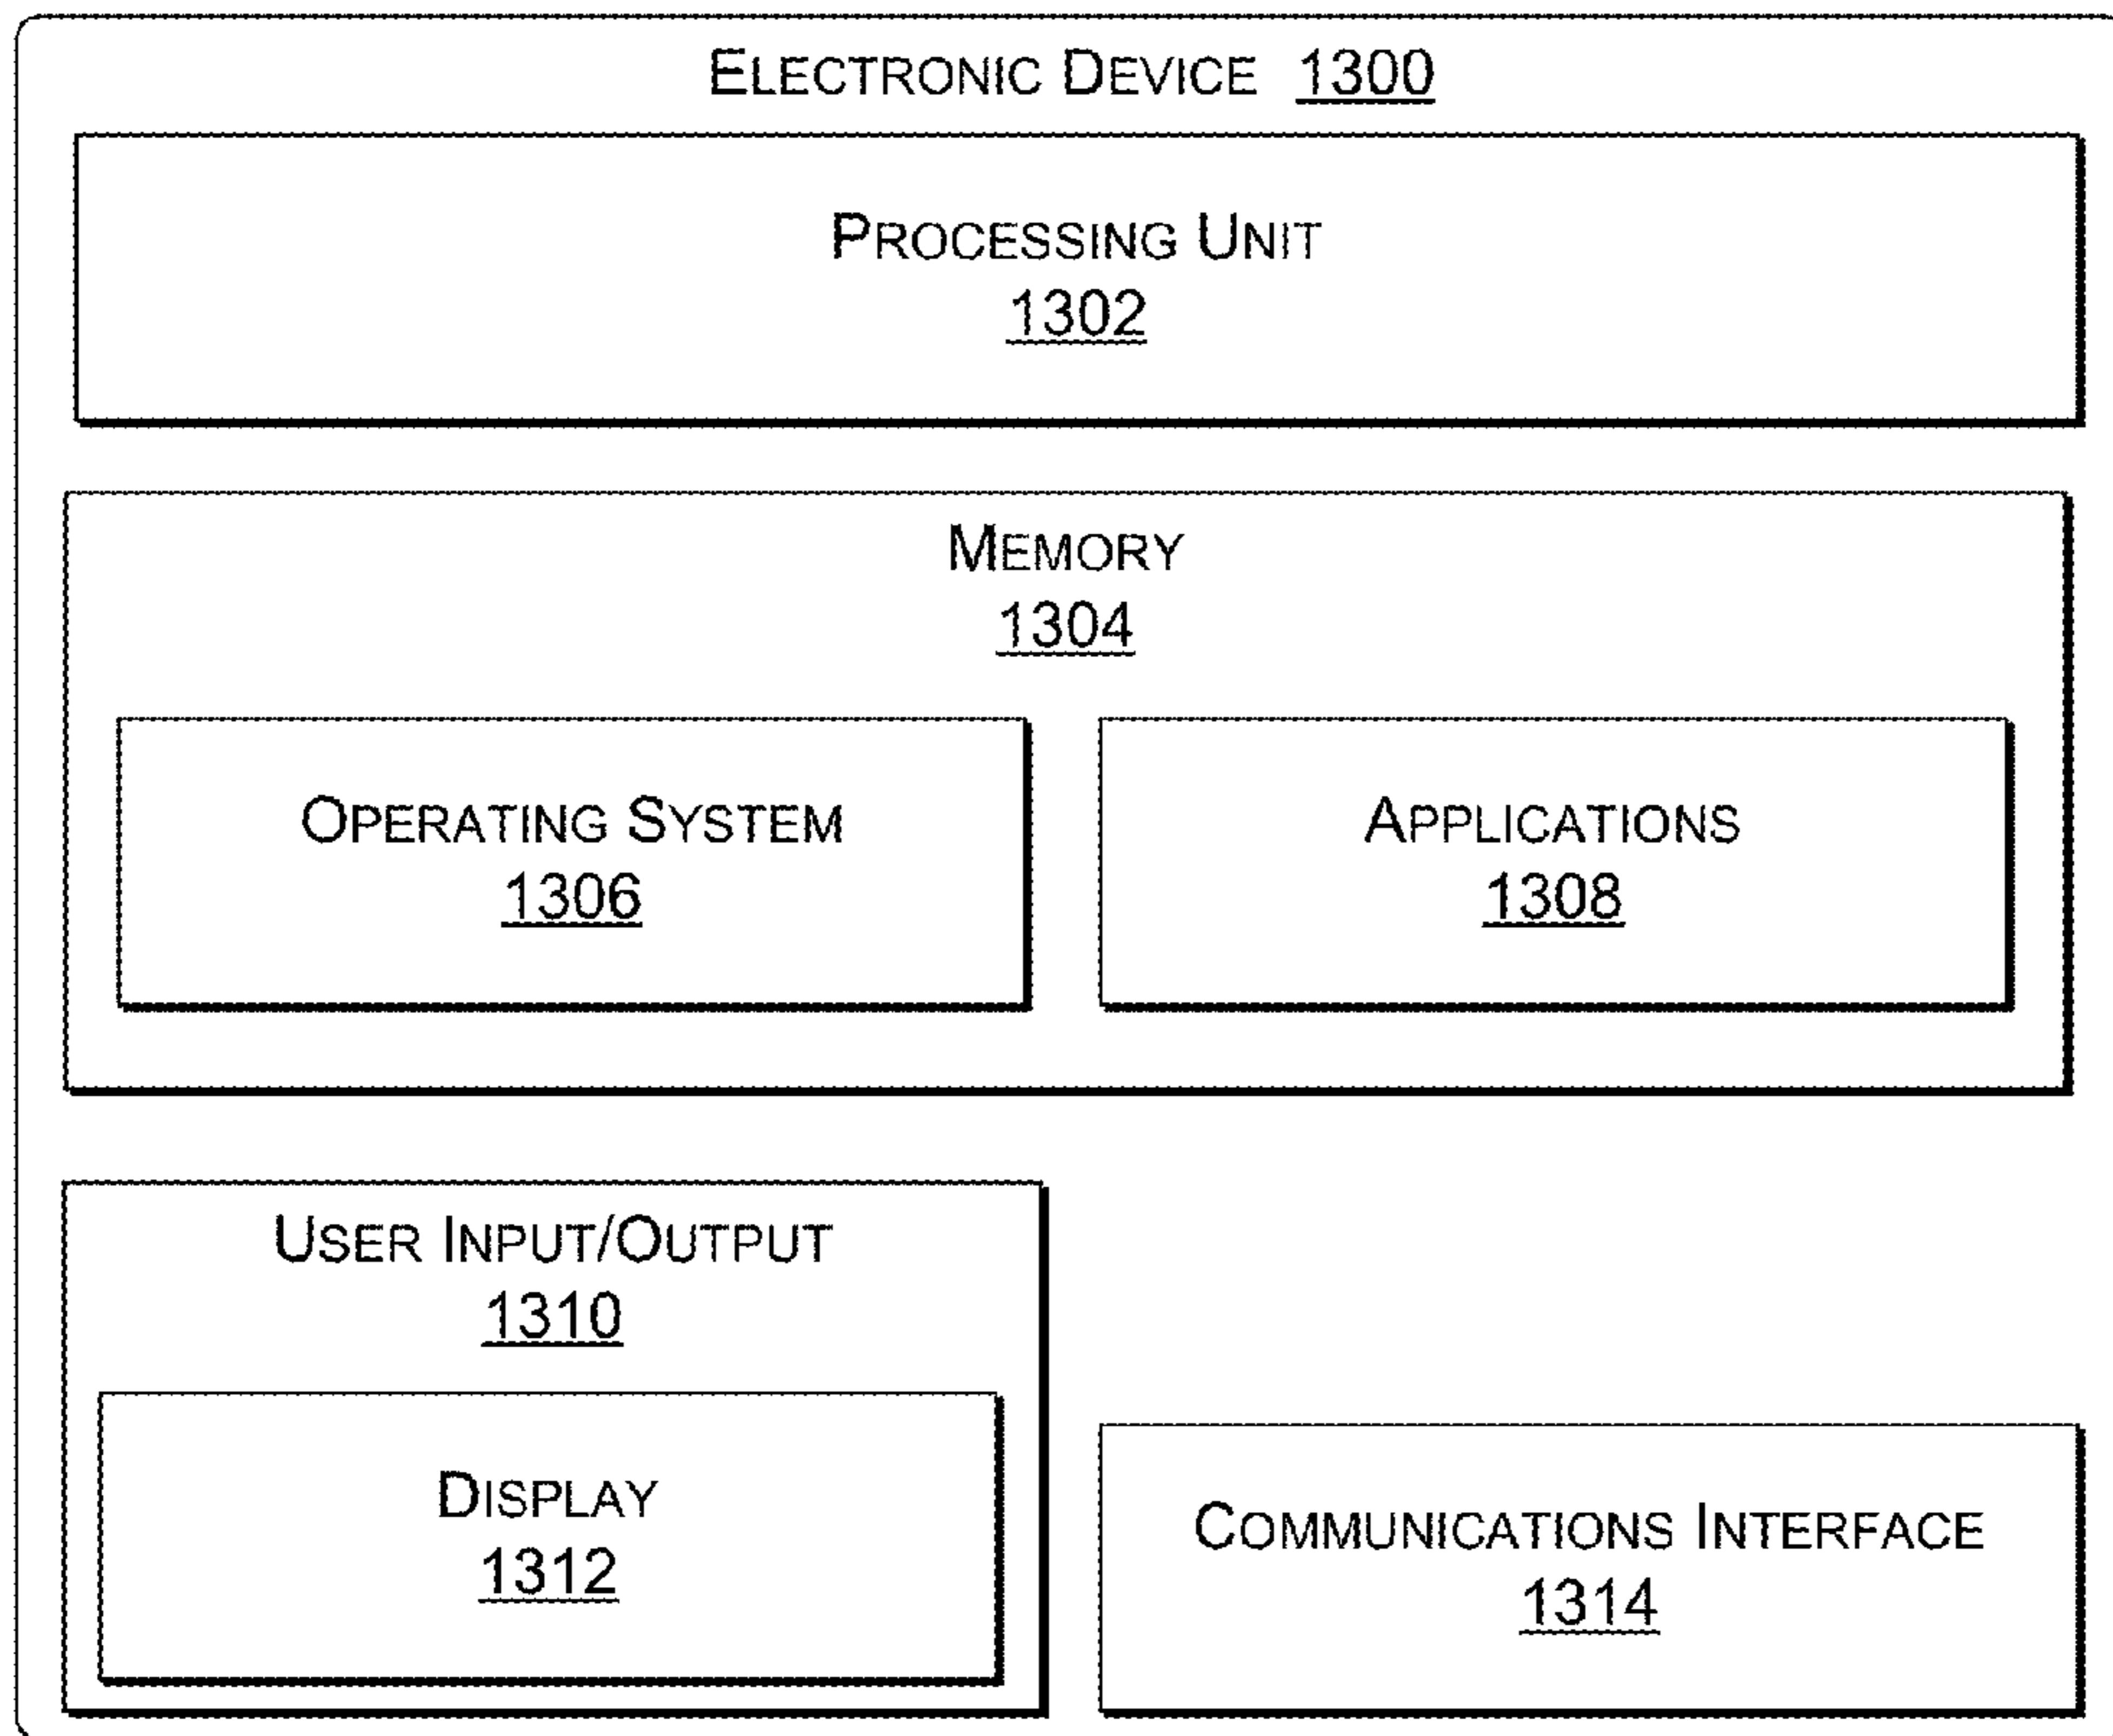 ELECTRONIC DEVICE 1300
PROCESSING UNIT
1302
MEMORY
1304
OPERATING SYSTEM
1306
APPLICATIONS
1308
USER INPUT/OUTPUT
1310
DISPLAY
1312
COMMUNICATIONS INTERFACE
1314